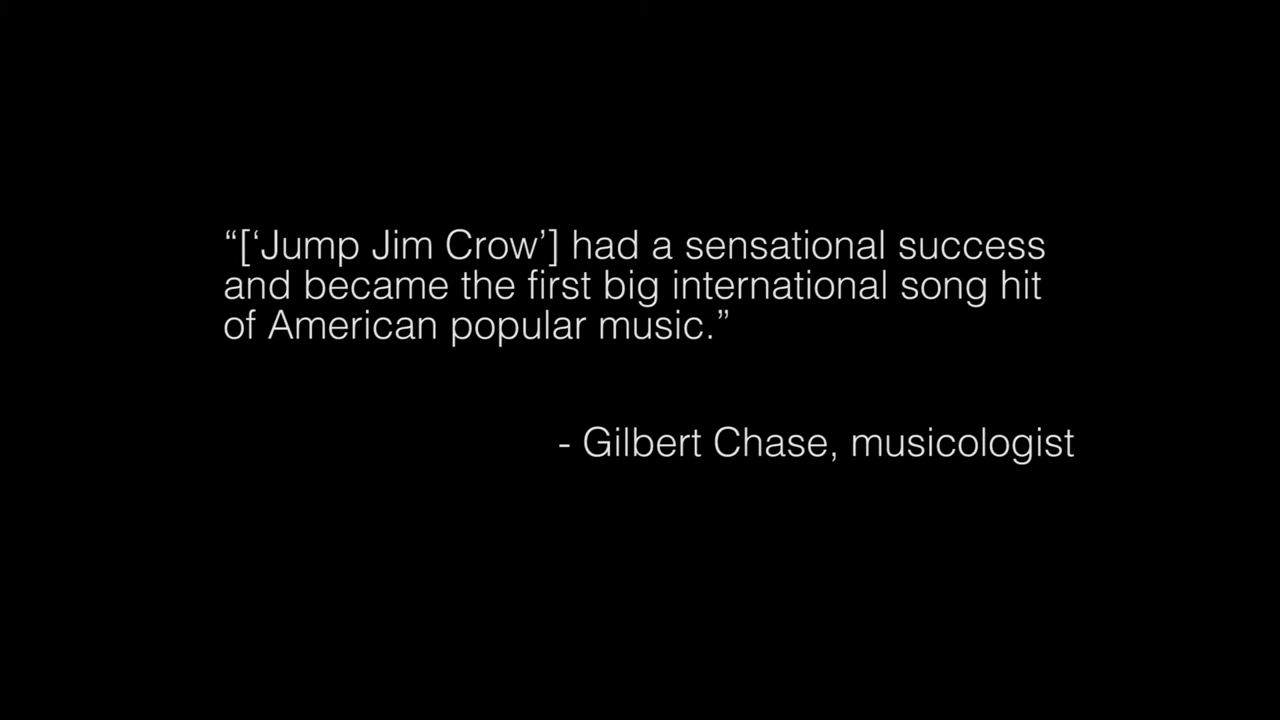 “[‘Jump Jim Crow’] had a sensational success
and became the first big international song hit
of American popular music.”
- Gilbert Chase, musicologist